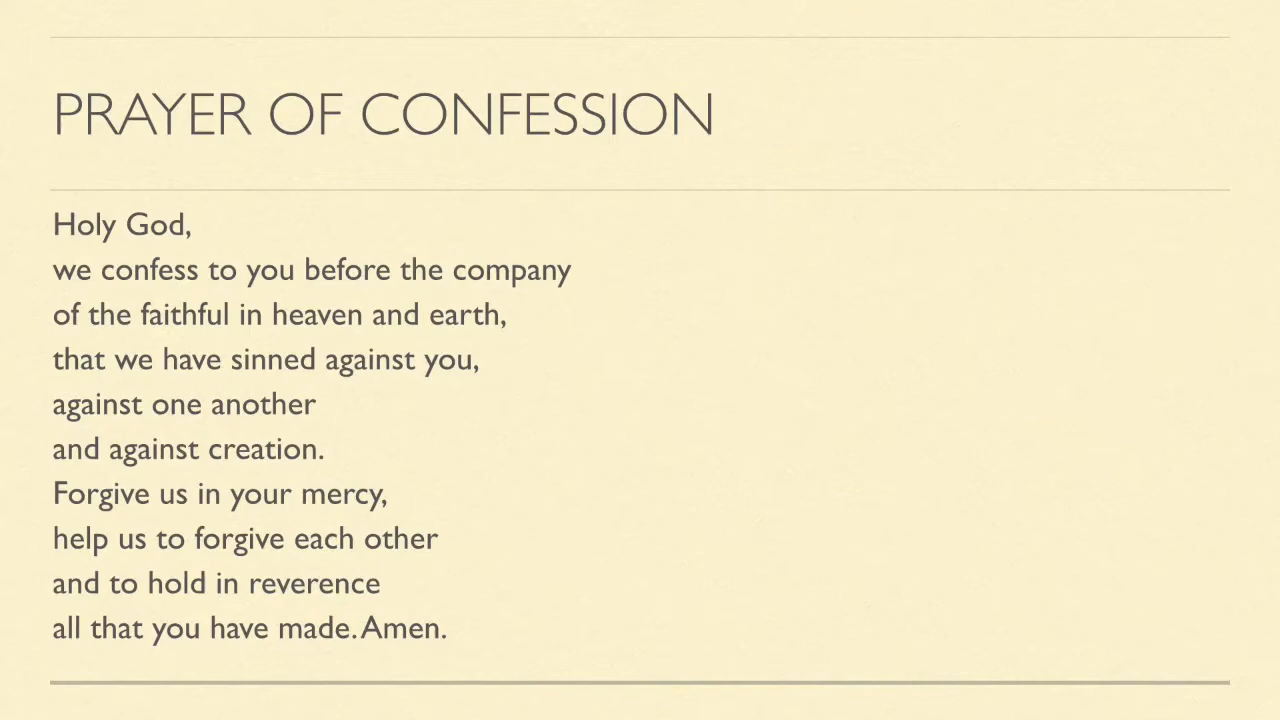 PRAYER OF CONFESSION
Holy God,
we confess to you before the company
of the faithful in heaven and earth,
that we have sinned against you,
against one another
and against creation.
Forgive us in your mercy,
help us to forgive each other
and to hold in reverence
all that you have made. Amen.